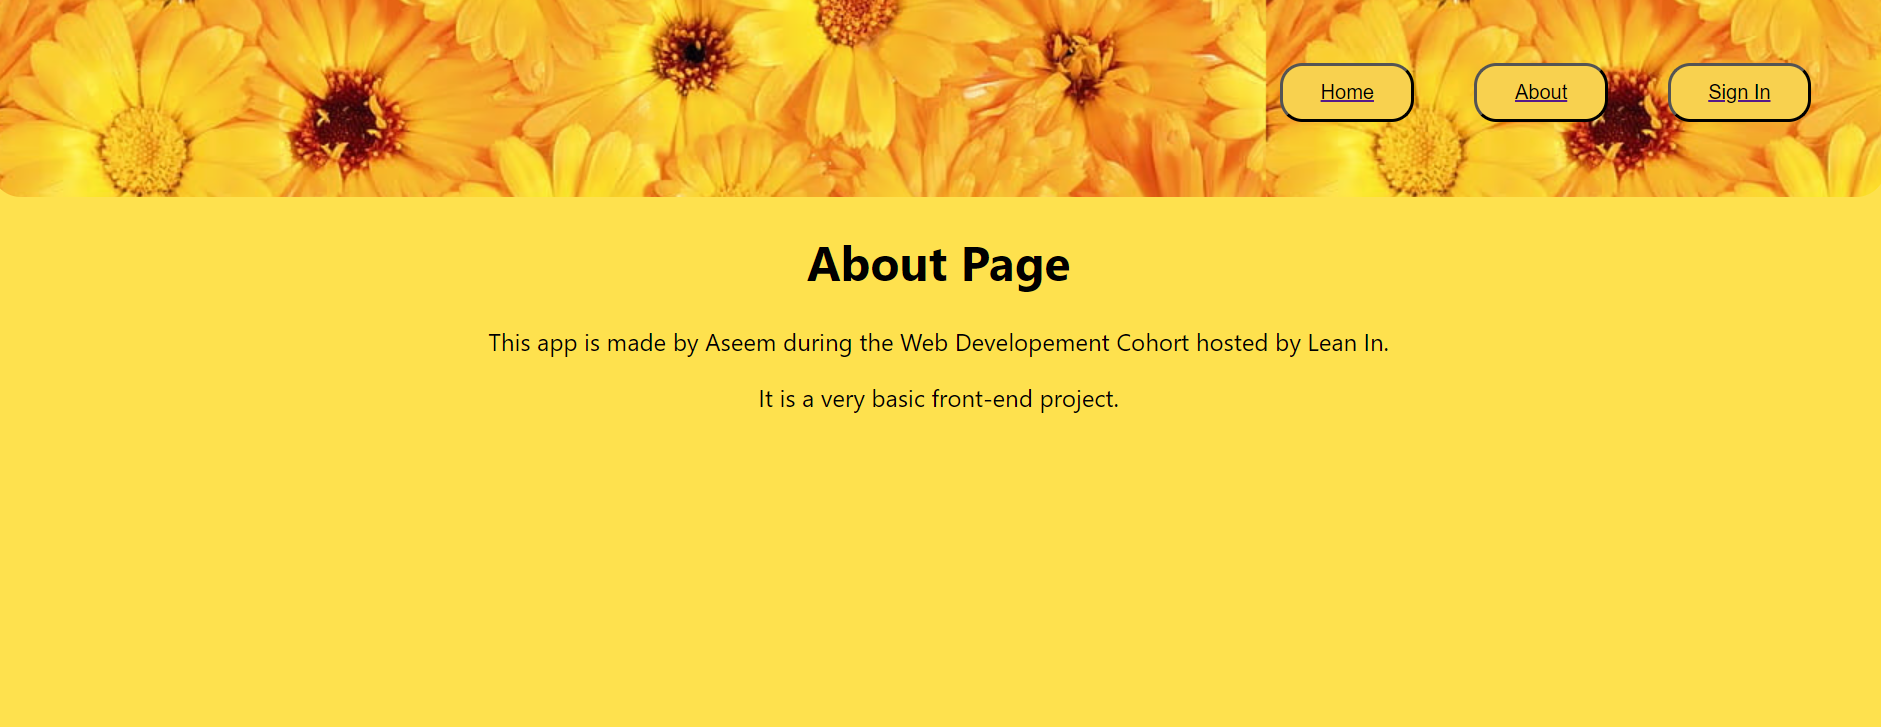 Home
About
Sign In
About Page
This app is made by Aseem during the Web Developement Cohort hosted by Lean In.
It is a very basic front-end project.